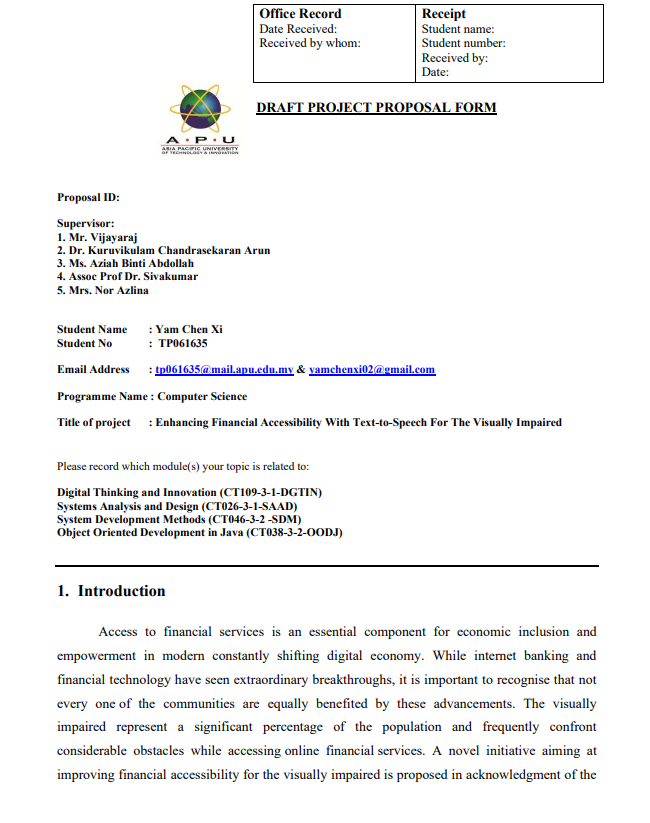 Office Record
Date Received:
Received by whom:
Receipt
Student name:
Student number:
Received by:
Date:
A · P · U
ASIA PACIFIC UNIVERSITY
OF TECHNOLOGY & INNOVATION
DRAFT PROJECT PROPOSAL FORM
Proposal ID:
Supervisor:
1. Mr. Vijayaraj
2. Dr. Kuruvikulam Chandrasekaran Arun
3. Ms. Aziah Binti Abdollah
4. Assoc Prof Dr. Sivakumar
5. Mrs. Nor Azlina
Student Name : Yam Chen Xi
Student No : TP061635
Email Address : tp061635@mail.apu.edu.my & yamchenxi02@gmail.com
Programme Name : Computer Science
Title of project : Enhancing Financial Accessibility With Text-to-Speech For The Visually Impaired
Please record which module(s) your topic is related to:
Digital Thinking and Innovation (CT109-3-1-DGTIN)
Systems Analysis and Design (CT026-3-1-SAAD)
System Development Methods (CT046-3-2 -SDM)
Object Oriented Development in Java (CT038-3-2-OODJ)
1. Introduction
Access to financial services is an essential component for economic inclusion and
empowerment in modern constantly shifting digital economy. While internet banking and
financial technology have seen extraordinary breakthroughs, it is important to recognise that not
every one of the communities are equally benefited by these advancements. The visually
impaired represent a significant percentage of the population and frequently confront
considerable obstacles while accessing online financial services. A novel initiative aiming at
improving financial accessibility for the visually impaired is proposed in acknowledgment of the